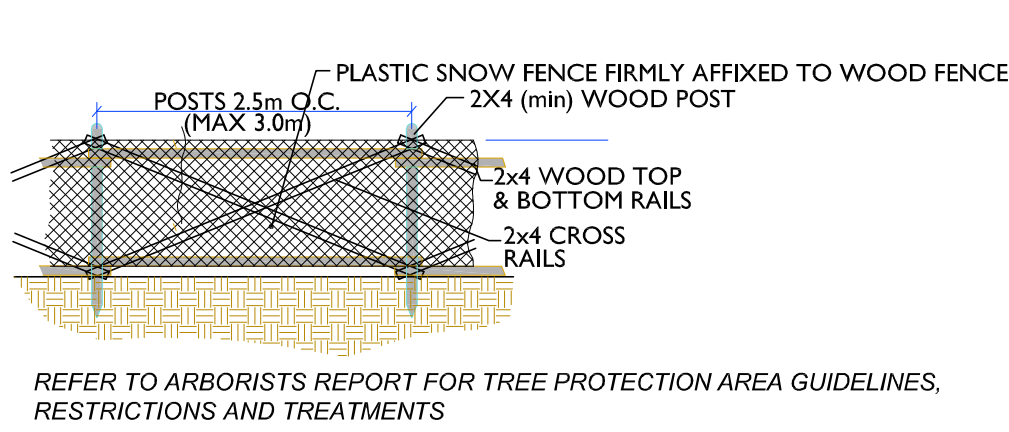 PLASTIC SNOW FENCE FIRMLY AFFIXED TO WOOD FENCE
POSTS 2.5m O.C.
(MAX 3.0m)
2X4 (min) WOOD POST
2x4 WOOD TOP
& BOTTOM RAILS
2x4 CROSS
RAILS
REFER TO ARBORISTS REPORT FOR TREE PROTECTION AREA GUIDELINES,
RESTRICTIONS AND TREATMENTS